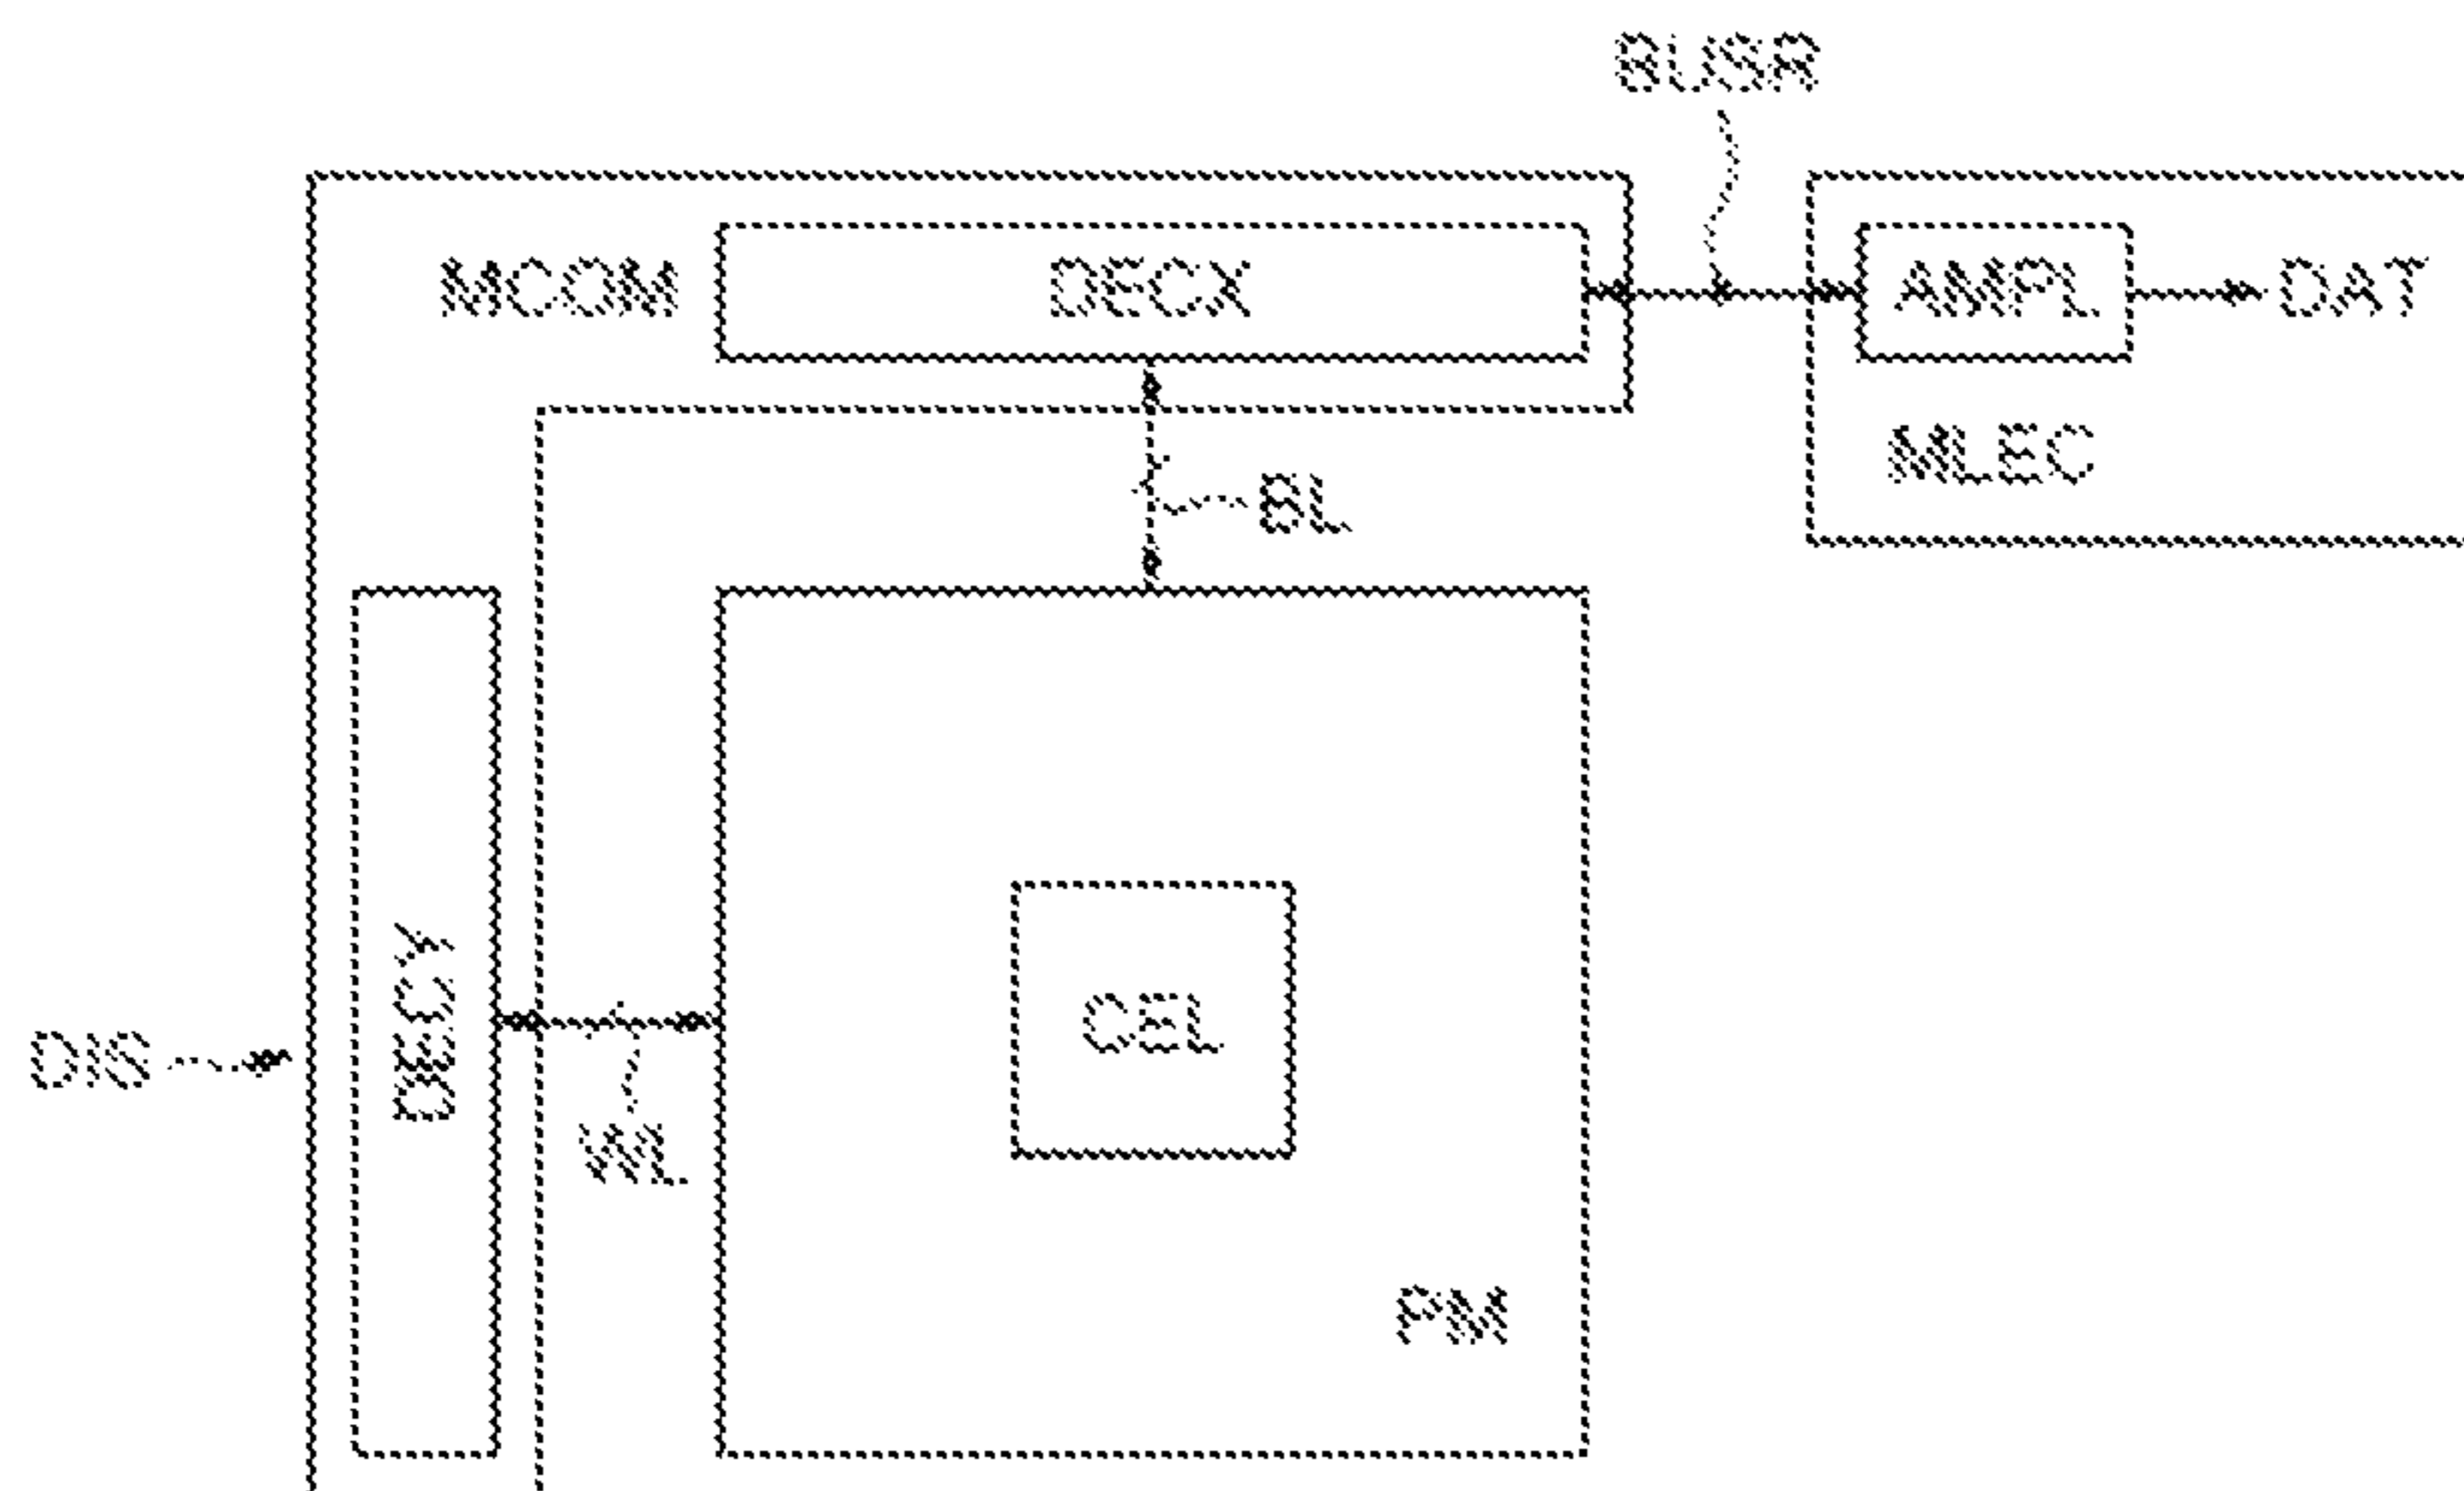 BUSR
MCOM
DECX
AMPL
DAT
MLEC
BL
DECY
CEL
DIS
WL
PM